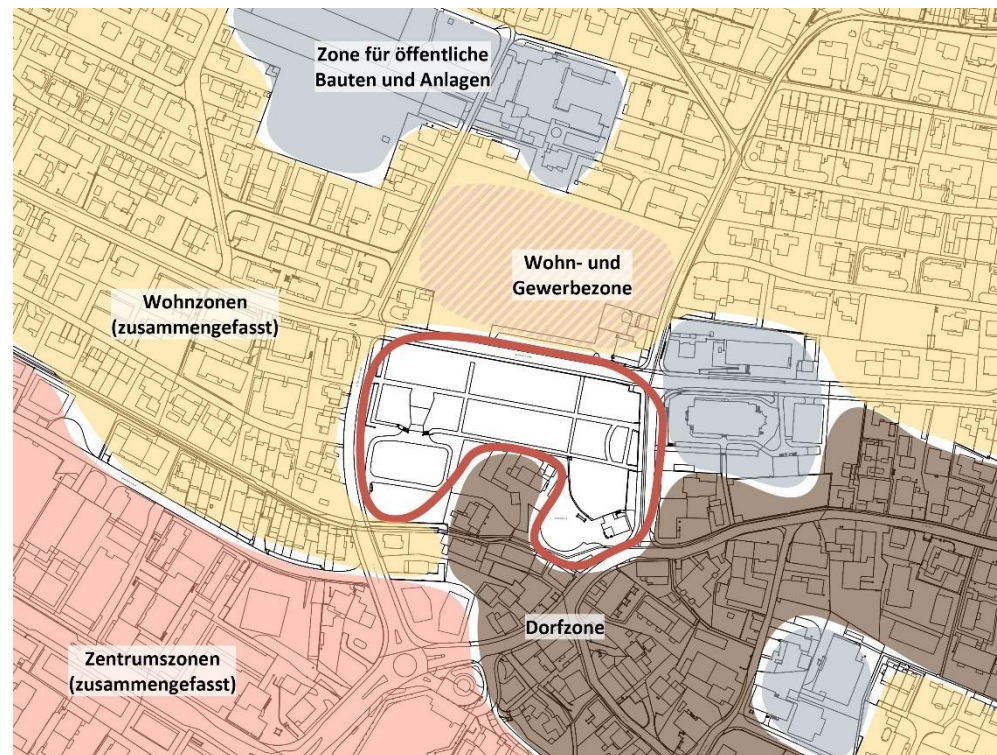 Zone für öffentliche
Bauten und Anlagen
Wohn- und
Gewerbezone
Wohnzonen
(zusammengefasst)
Dorfzone
Zentrumszonen
(zusammengefasst)